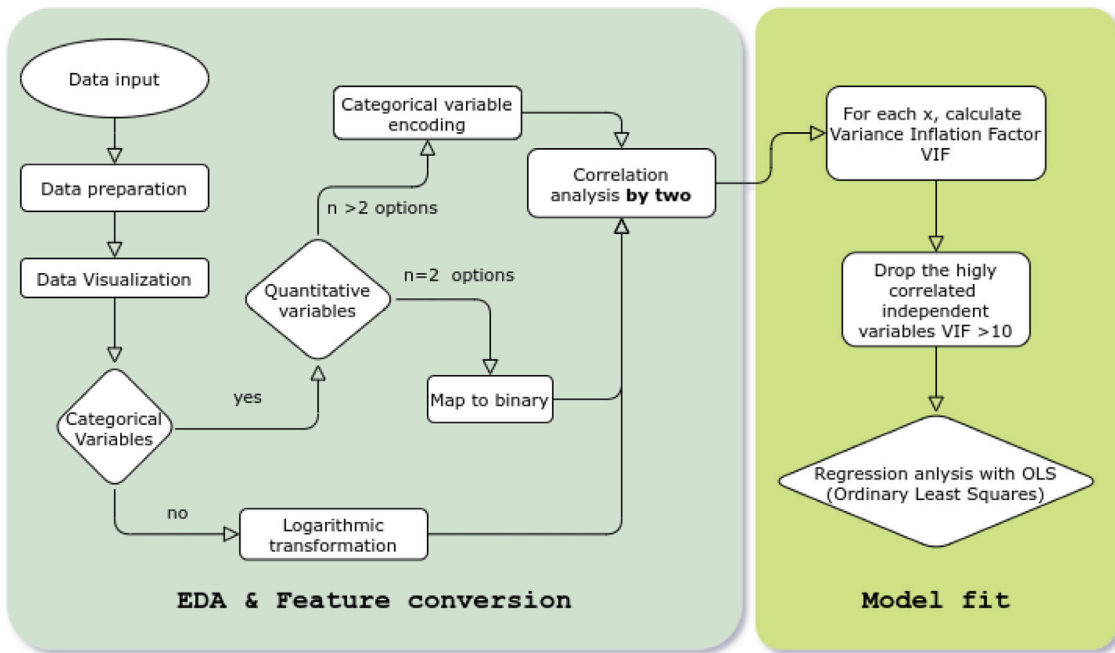 Data input
Data preparation
Data Visualization
Categorical
Variables
yes
no
Logarithmic
transformation
Quantitative
variables
n >2 options
n=2 options
Categorical variable
encoding
Map to binary
Correlation
analysis by two
EDA & Feature conversion
For each x, calculate
Variance Inflation Factor
VIF
Drop the higly
correlated
independent
variables VIF >10
Regression anlysis with OLS
(Ordinary Least Squares)
Model fit